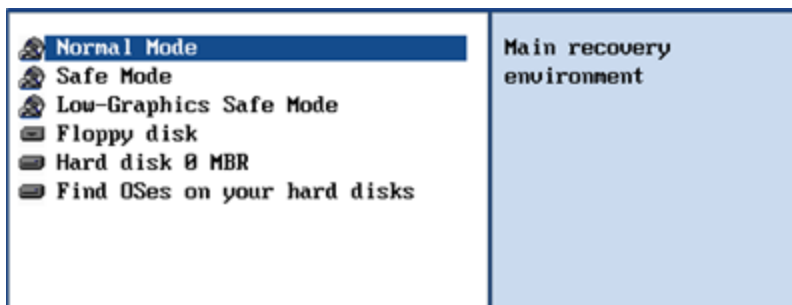 Normal Mode
Safe Mode
Low-Graphics Safe Mode
Floppy disk
Hard disk 0 MBR
Find OSes on your hard disks
Main recovery
environment